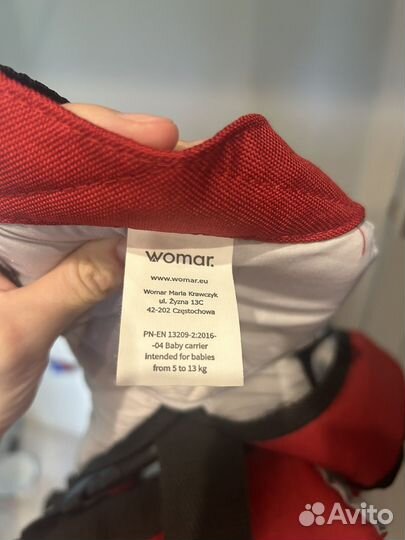 womar.
www.womar.eu
Womar Maria Krawczyk
ul. Żyzna 13C
42-202 Częstochowa
PN-EN 13209-2:2016-
-04 Baby carrier
Intended for babies
from 5 to 13 kg
Avito